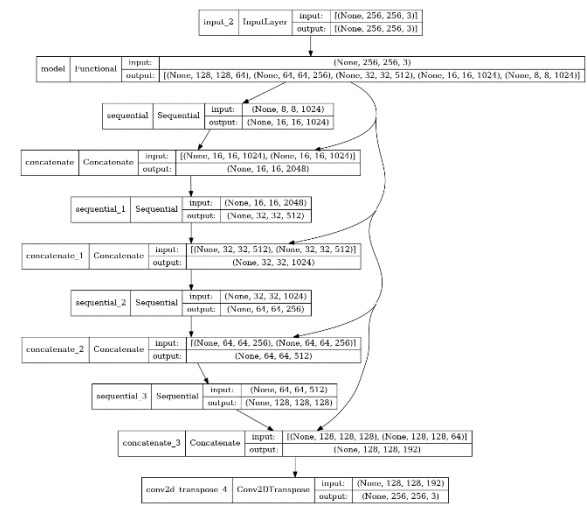 input_2 InputLayer input: [(None, 256, 256, 3)]
output: [(None, 256, 256, 3)]
model Functional input: (None, 256, 256, 3)
output: [(None, 128, 128, 64), (None, 64, 64, 256), (None, 32, 32, 512), (None, 16, 16, 1024), (None, 8, 8, 1024)]
sequential Sequential input: (None, 8, 8, 1024)
output: (None, 16, 16, 1024)
concatenate Concatenate input: [(None, 16, 16, 1024), (None, 16, 16, 1024)]
output: (None, 16, 16, 2048)
sequential_1 Sequential input: (None, 16, 16, 2048)
output: (None, 32, 32, 512)
concatenate_1 Concatenate input: [(None, 32, 32, 512), (None, 32, 32, 512)]
output: (None, 32, 32, 1024)
sequential_2 Sequential input: (None, 32, 32, 1024)
output: (None, 64, 64, 256)
concatenate_2 Concatenate input: [(None, 64, 64, 256), (None, 64, 64, 256)]
output: (None, 64, 64, 512)
sequential_3 Sequential input: (None, 64, 64, 512)
output: (None, 128, 128, 128)
concatenate_3 Concatenate input: [(None, 128, 128, 128), (None, 128, 128, 64)]
output: (None, 128, 128, 192)
conv2d_transpose_4 Conv2DTranspose input: (None, 128, 128, 192)
output: (None, 256, 256, 3)